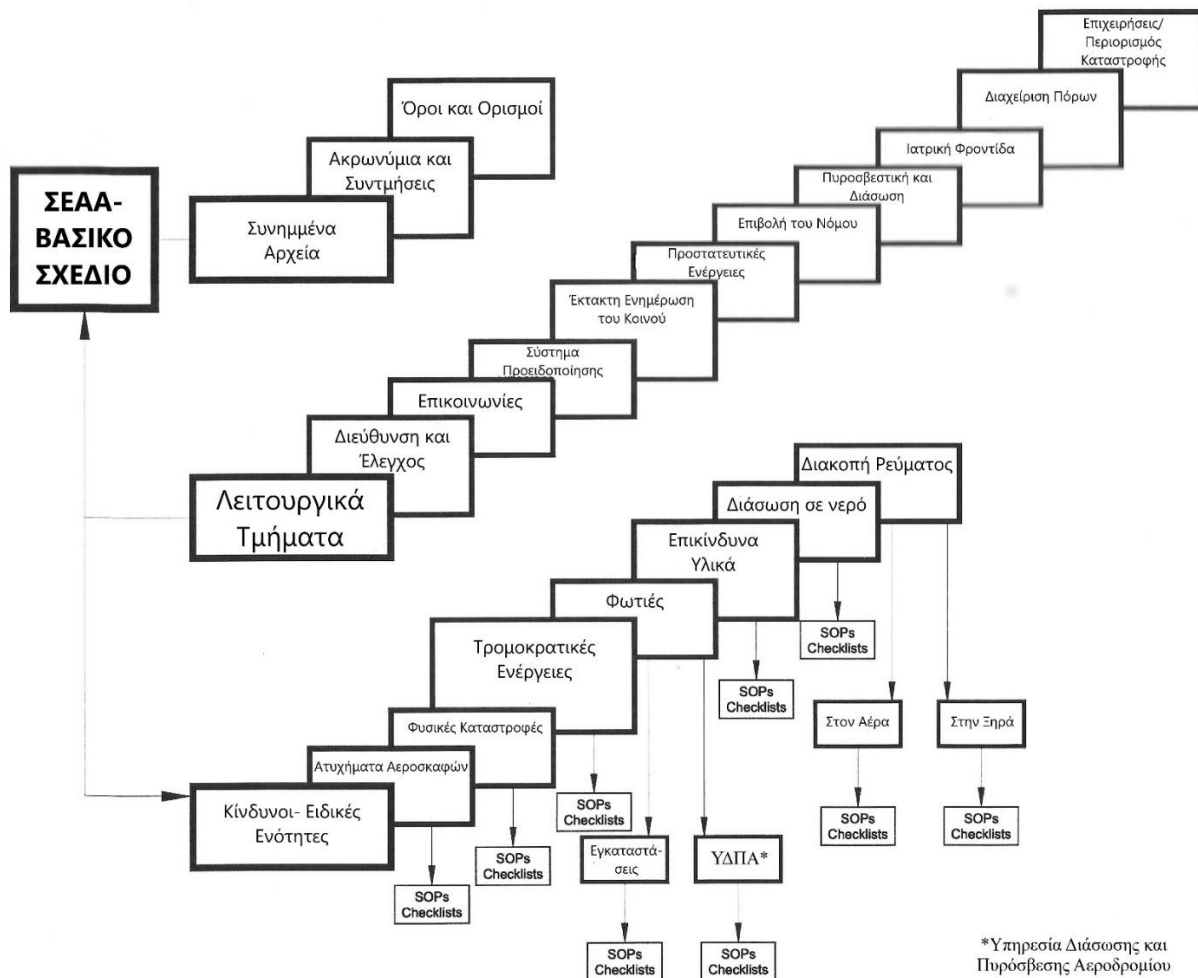 Επιχειρήσεις/
Περιορισμός
Καταστροφής
Διαχείριση Πόρων
Όροι και Ορισμοί
Ιατρική Φροντίδα
Ακρωνύμια και
Συντμήσεις
Πυροσβεστική και
Διάσωση
ΣΕΑΑ-
ΒΑΣΙΚΟ
ΣΧΕΔΙΟ
Συνημμένα
Αρχεία
Επιβολή του Νόμου
Προστατευτικές
Ενέργειες
Έκτακτη Ενημέρωση
του Κοινού
Σύστημα
Προειδοποίησης
Επικοινωνίες
Διεύθυνση και
Έλεγχος
Λειτουργικά
Τμήματα
Διακοπή Ρεύματος
Διάσωση σε νερό
Επικίνδυνα
Υλικά
Φωτιές
Τρομοκρατικές
Ενέργειες
Φυσικές Καταστροφές
Ατυχήματα Αεροσκαφών
Κίνδυνοι- Ειδικές
Ενότητες
SOPs
Checklists
SOPs
Checklists
Στον Αέρα
Στην Ξηρά
SOPs
Checklists
SOPs
Checklists
SOPs
Checklists
Εγκαταστά-
σεις
ΥΔΠΑ*
SOPs
Checklists
SOPs
Checklists
SOPs
Checklists
SOPs
Checklists
*Υπηρεσία Διάσωσης και
Πυρόσβεσης Αεροδρομίου